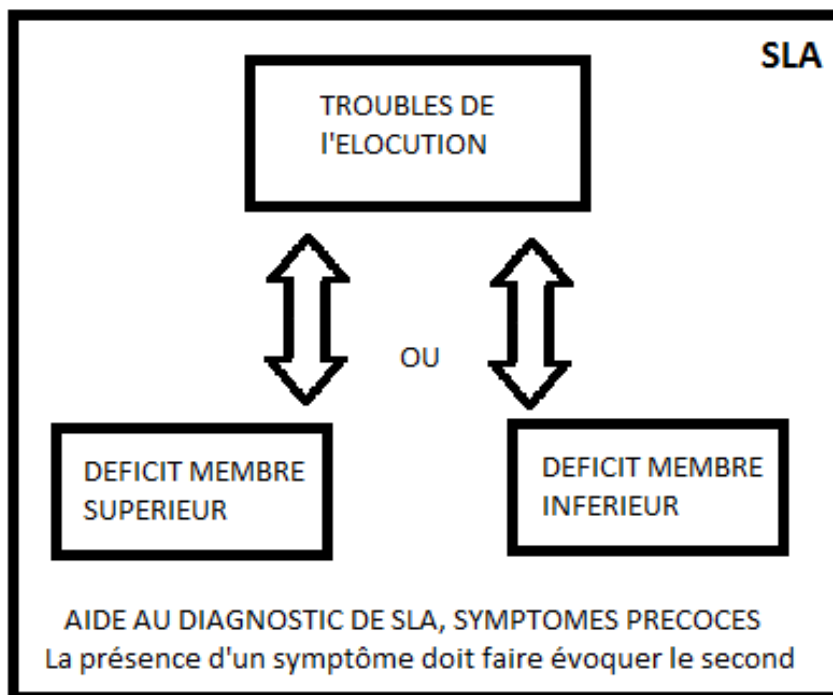 SLA
TROUBLES DE
l'ELOCUTION
OU
DEFICIT MEMBRE
SUPERIEUR
DEFICIT MEMBRE
INFERIEUR
AIDE AU DIAGNOSTIC DE SLA, SYMPTOMES PRECOCES
La présence d'un symptôme doit faire évoquer le second